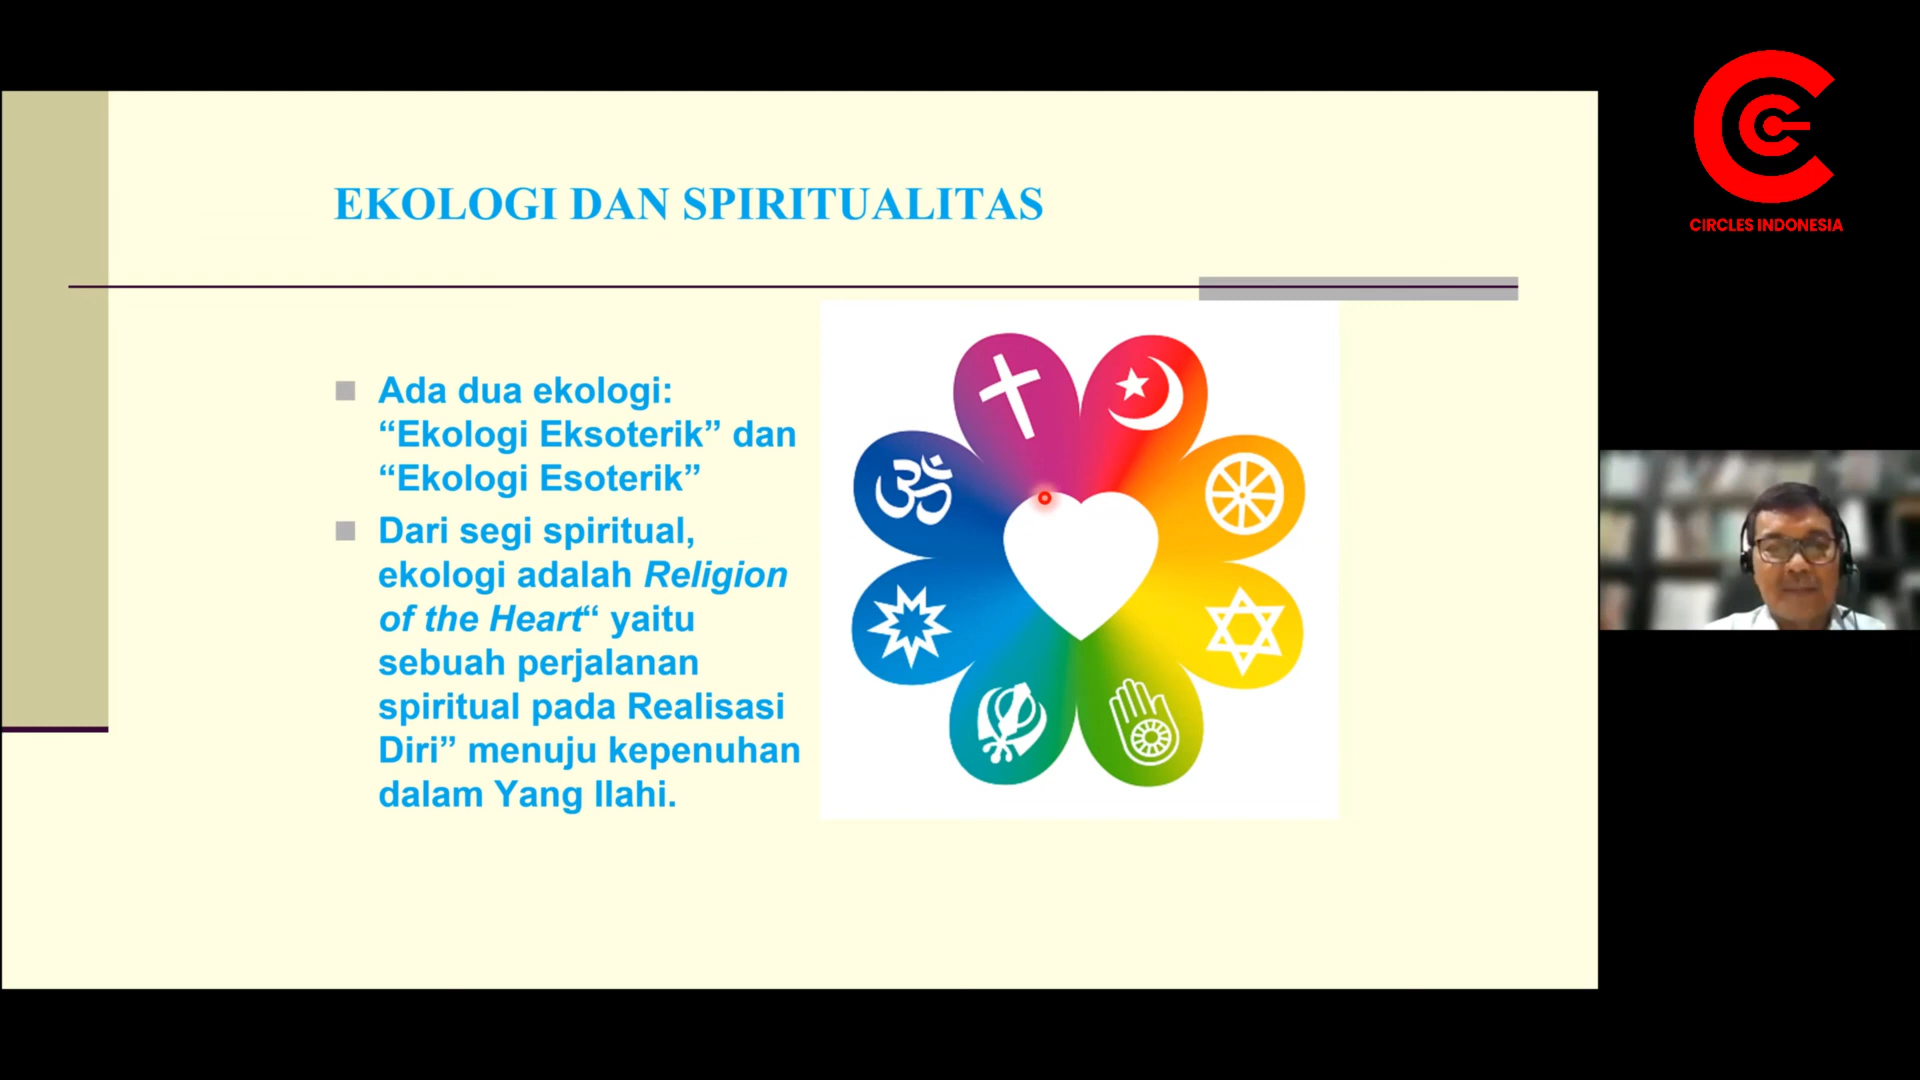 EKOLOGI DAN SPIRITUALITAS
Ada dua ekologi:
“Ekologi Eksoterik” dan
“Ekologi Esoterik”
Dari segi spiritual,
ekologi adalah Religion
of the Heart“ yaitu
sebuah perjalanan
spiritual pada Realisasi
Diri” menuju kepenuhan
dalam Yang Ilahi.
CIRCLES INDONESIA